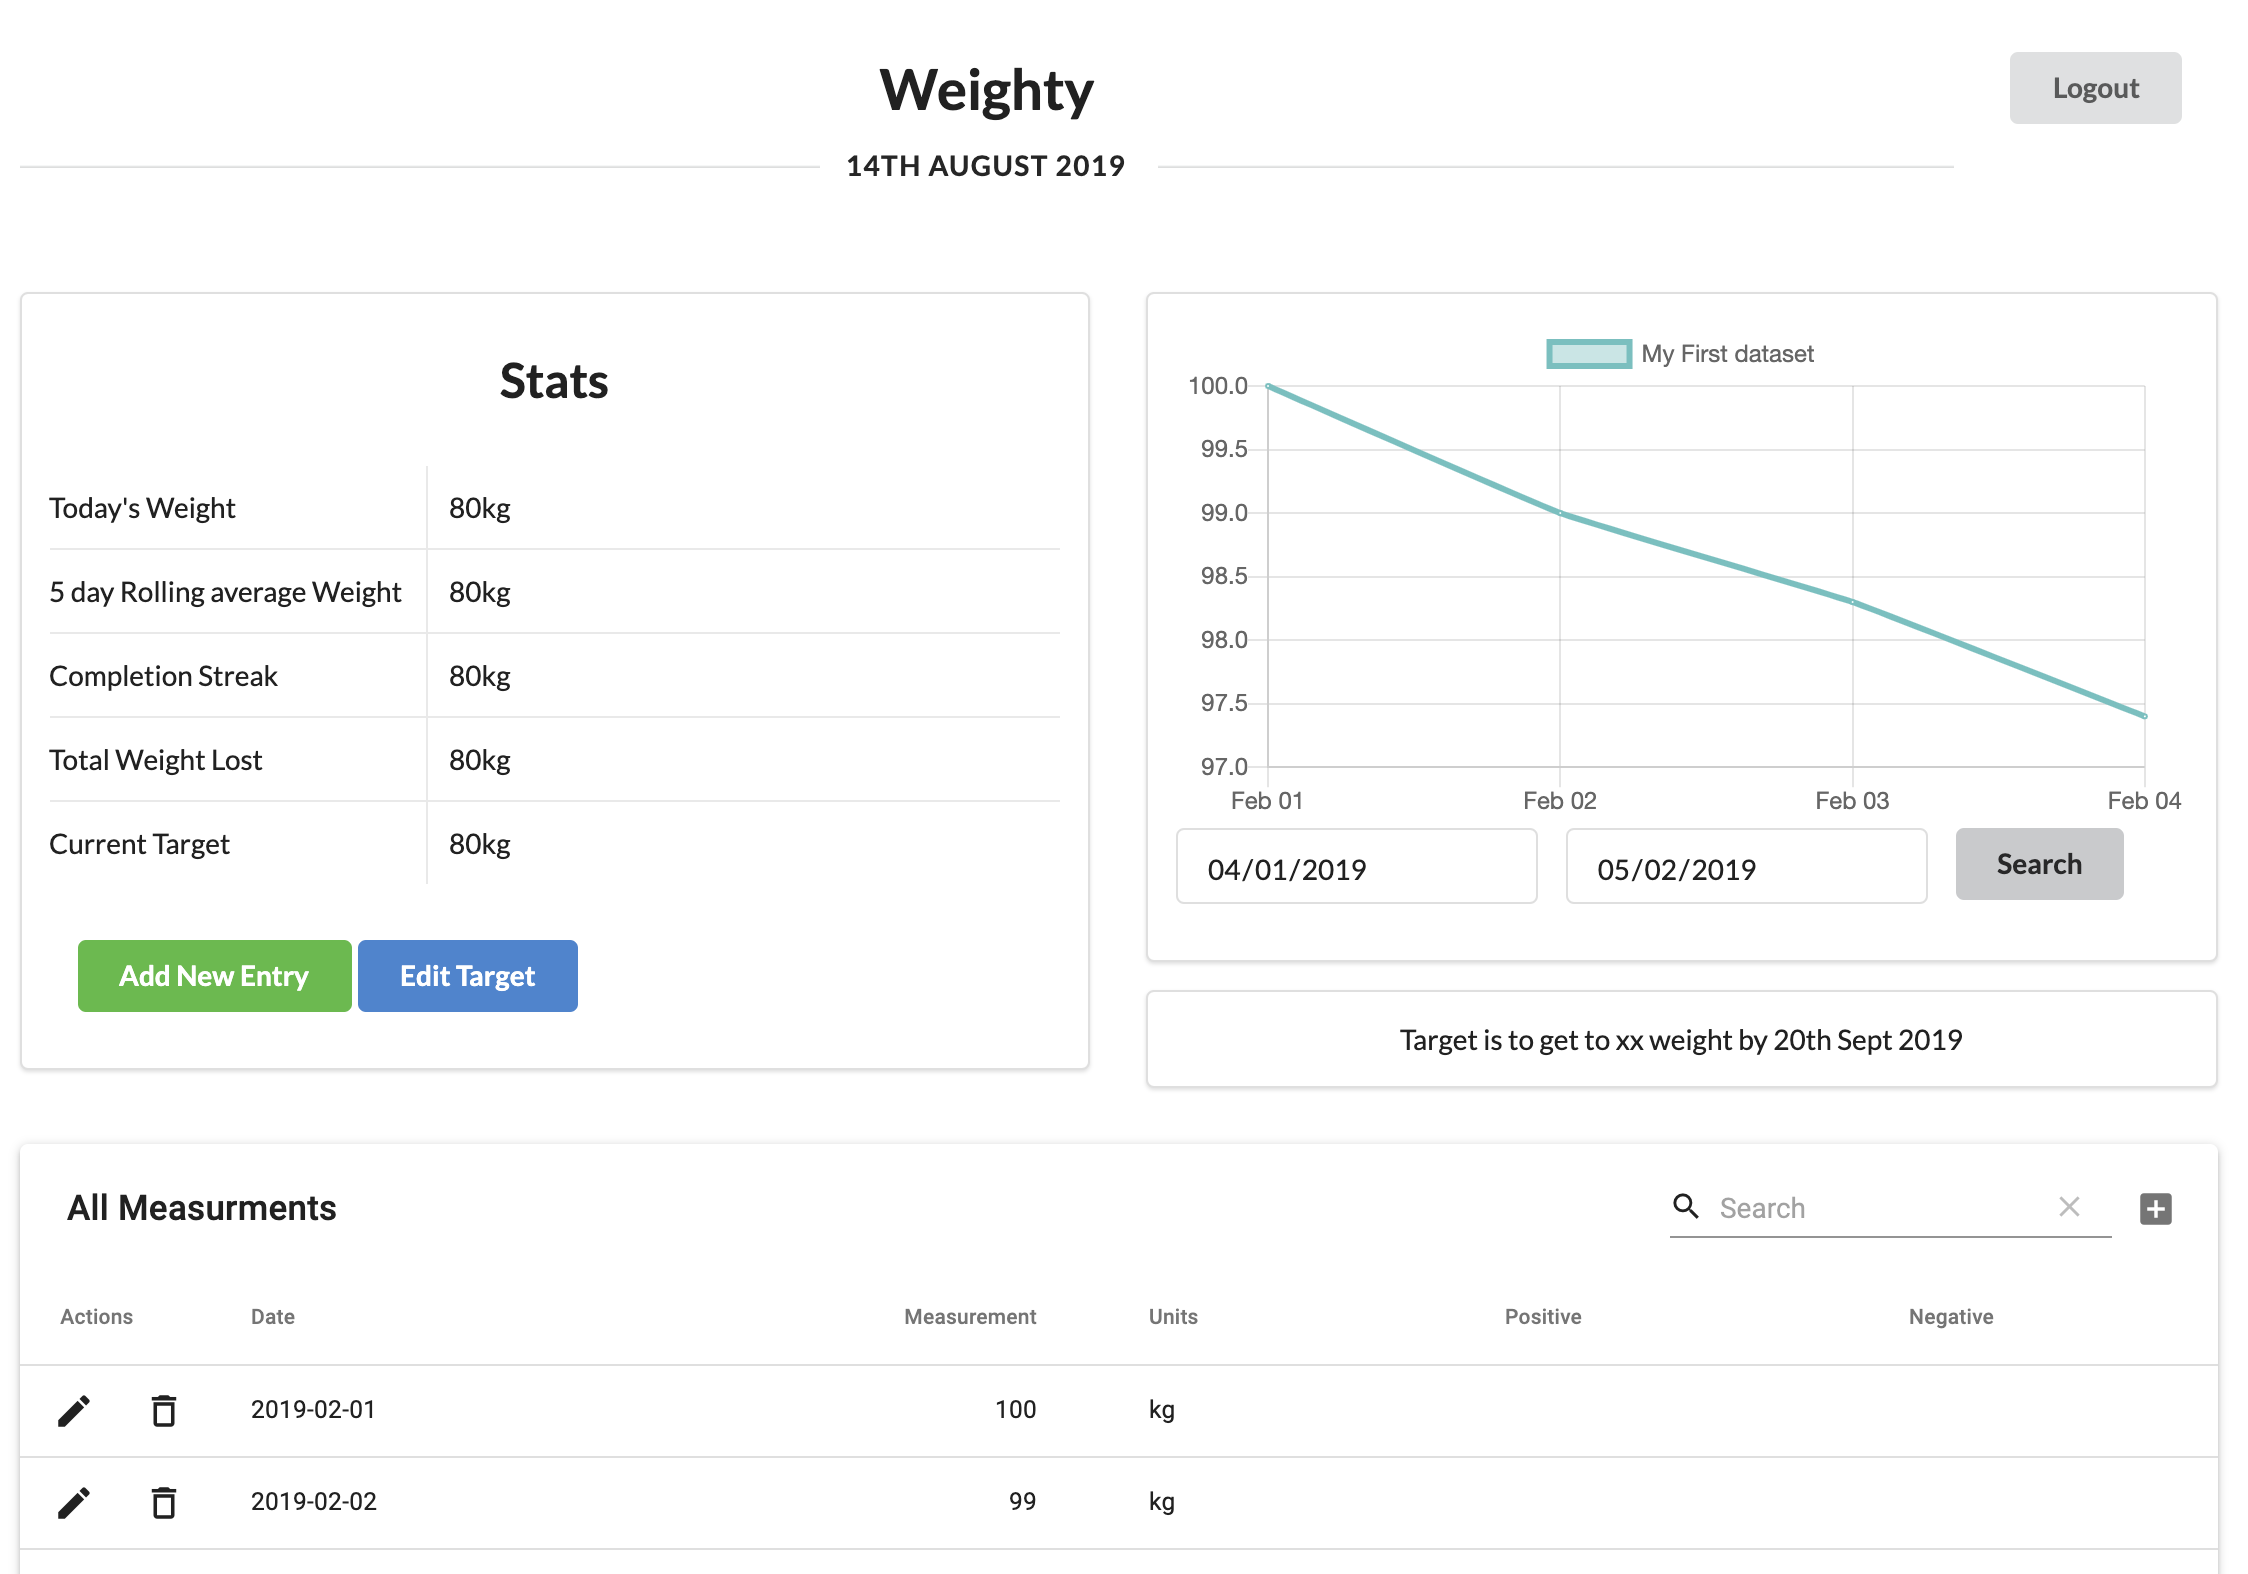 Weighty
Logout
14TH AUGUST 2019
Stats
Today's Weight 80kg
5 day Rolling average Weight 80kg
Completion Streak 80kg
Total Weight Lost 80kg
Current Target 80kg
Add New Entry Edit Target
My First dataset
100.0
99.5
99.0
98.5
98.0
97.5
97.0
Feb 01 Feb 02 Feb 03 Feb 04
04/01/2019 05/02/2019 Search
Target is to get to xx weight by 20th Sept 2019
All Measurments
Search
Actions Date Measurement Units Positive Negative
2019-02-01 100 kg
2019-02-02 99 kg